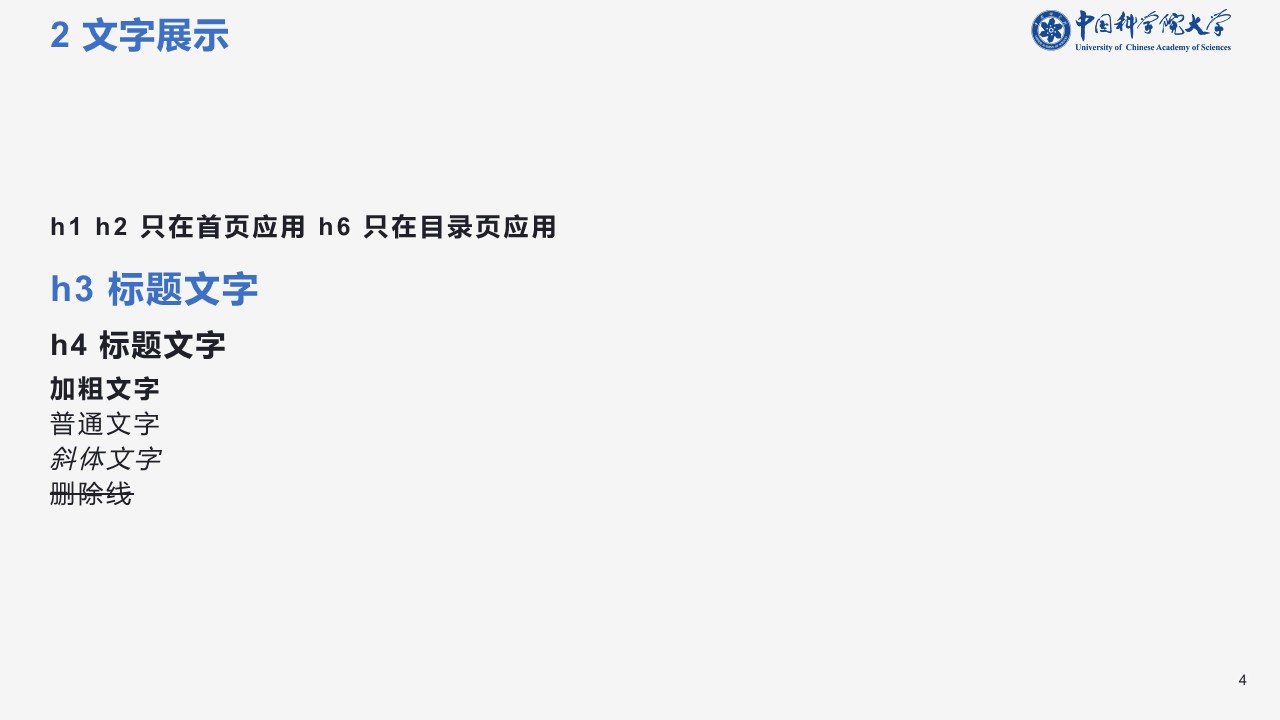 2 文字展示
中国科学院大学
University of Chinese Academy of Sciences
h1 h2 只在首页应用 h6 只在目录页应用
h3 标题文字
h4 标题文字
加粗文字
普通文字
斜体文字
删除线
4